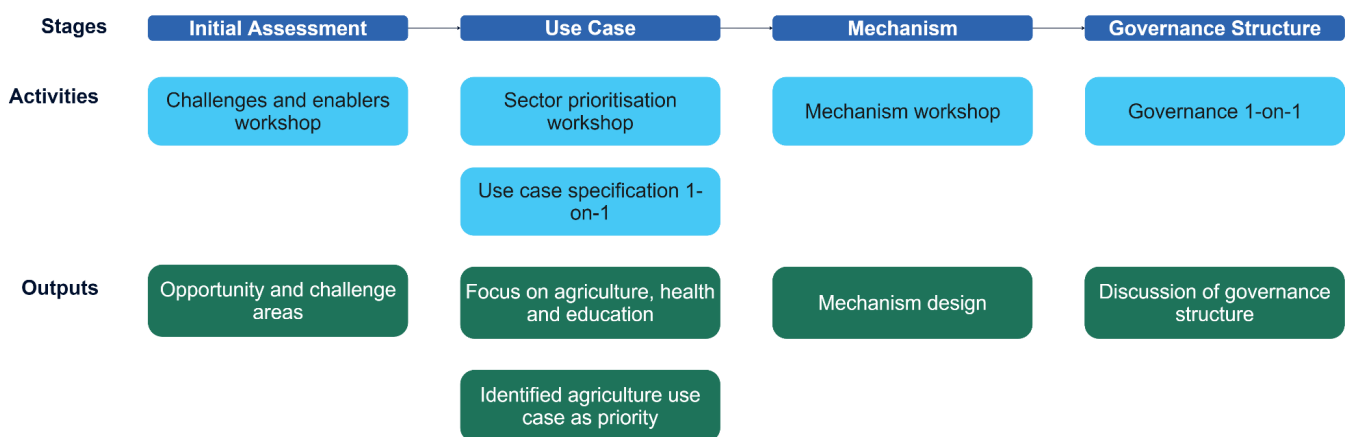 Stages
Initial Assessment
Use Case
Mechanism
Governance Structure
Activities
Challenges and enablers
workshop
Sector prioritisation
workshop
Mechanism workshop
Governance 1-on-1
Use case specification 1-
on-1
Outputs
Opportunity and challenge
areas
Focus on agriculture, health
and education
Mechanism design
Discussion of governance
structure
Identified agriculture use
case as priority